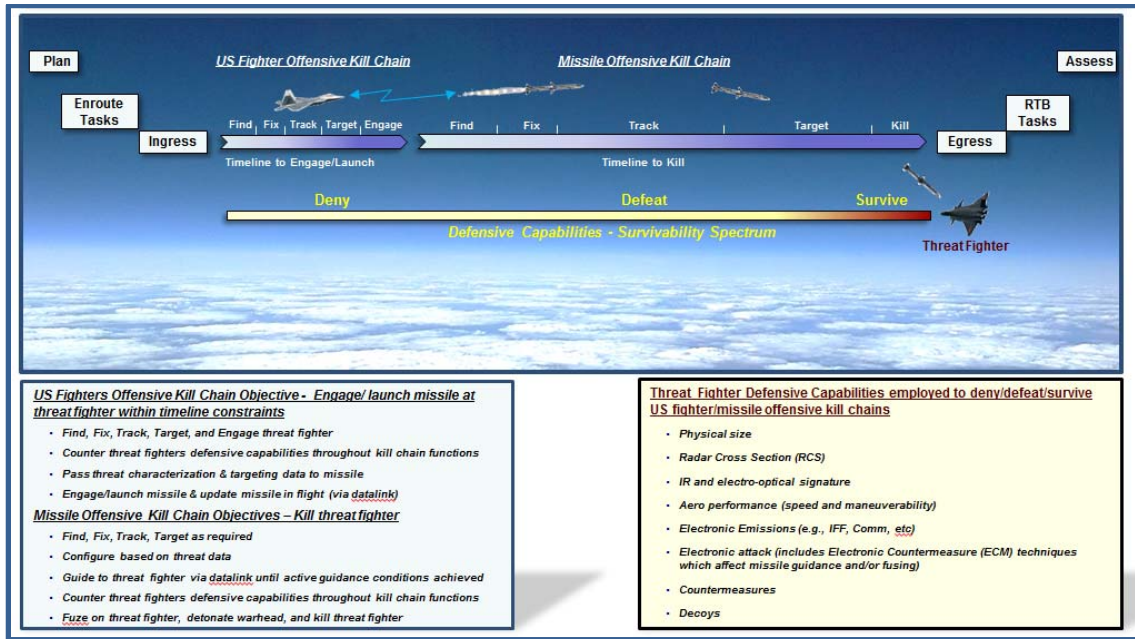 Plan
Enroute
Tasks
Ingress
US Fighter Offensive Kill Chain
Missile Offensive Kill Chain
Assess
RTB
Tasks
Egress
Find Fix Track Target Engage
Find Fix Track Target Kill
Timeline to Engage/Launch
Timeline to Kill
Deny Defeat Survive
Defensive Capabilities - Survivability Spectrum
Threat Fighter
US Fighters Offensive Kill Chain Objective - Engage/ launch missile at
threat fighter within timeline constraints
• Find, Fix, Track, Target, and Engage threat fighter
• Counter threat fighters defensive capabilities throughout kill chain functions
• Pass threat characterization & targeting data to missile
• Engage/launch missile & update missile in flight (via datalink)
Missile Offensive Kill Chain Objectives – Kill threat fighter
• Find, Fix, Track, Target as required
• Configure based on threat data
• Guide to threat fighter via datalink until active guidance conditions achieved
• Counter threat fighters defensive capabilities throughout kill chain functions
• Fuze on threat fighter, detonate warhead, and kill threat fighter
Threat Fighter Defensive Capabilities employed to deny/defeat/survive
US fighter/missile offensive kill chains
• Physical size
• Radar Cross Section (RCS)
• IR and electro-optical signature
• Aero performance (speed and maneuverability)
• Electronic Emissions (e.g., IFF, Comm, etc)
• Electronic attack (includes Electronic Countermeasure (ECM) techniques
which affect missile guidance and/or fusing)
• Countermeasures
• Decoys